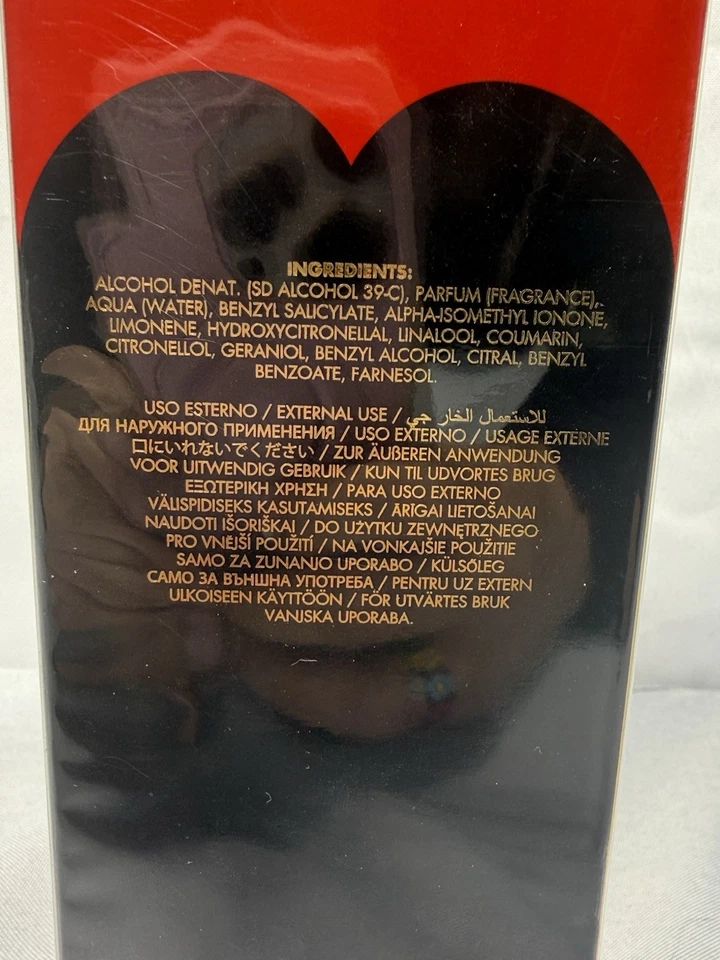 INGREDIENTS:
ALCOHOL DENAT. (SD ALCOHOL 39-C), PARFUM (FRAGRANCE),
AQUA (WATER), BENZYL SALICYLATE, ALPHA-ISOMETHYL IONONE,
LIMONENE, HYDROXYCITRONELLAL, LINALOOL, COUMARIN,
CITRONELLOL, GERANIOL, BENZYL ALCOHOL, CITRAL, BENZYL
BENZOATE, FARNESOL.
USO ESTERNO / EXTERNAL USE / للاستعمال الخار جي
ДЛЯ НАРУЖНОГО ПРИМЕНЕНИЯ / USO EXTERNO / USAGE EXTERNE
口にいれないでください / ZUR ÄUßEREN ANWENDUNG
VOOR UITWENDIG GEBRUIK / KUN TIL UDVORTES BRUG
ΕΞΩΤΕΡΙΚΗ ΧΡΗΣΗ / PARA USO EXTERNO
VÄLISPIDISEKS KASUTAMISEKS / ĀRĪGAI LIETOŠANAI
NAUDOTI IŠORIŠKAI / DO UŻYTKU ZEWNĘTRZNEGO
PRO VNĚJŠÍ POUŽITÍ / NA VONKAJŠIE POUŽITIE
SAMO ZA ZUNANJO UPORABO / KÜLSŐLEG
САМО ЗА ВЪНШНА УПОТРЕБА / PENTRU UZ EXTERN
ULKOISEEN KÄYTTÖÖN / FÖR UTVÄRTES BRUK
VANJSKA UPORABA.